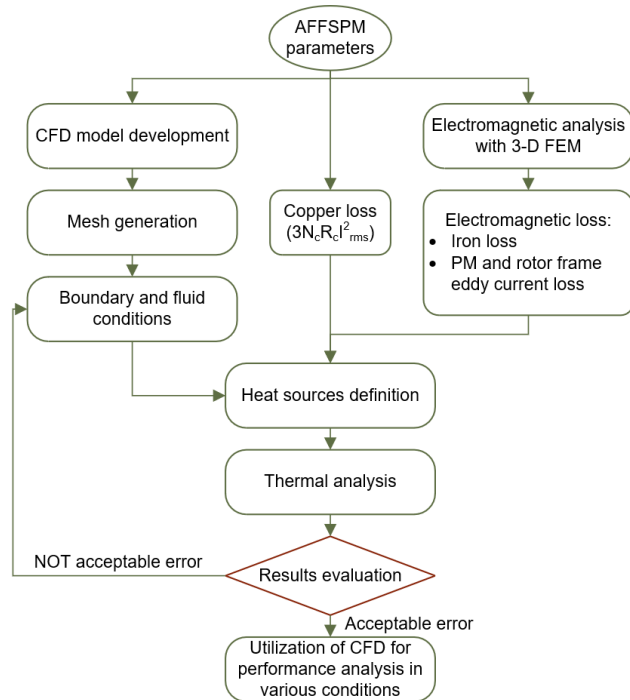 AFFSPM
parameters
CFD model development
Electromagnetic analysis
with 3-D FEM
Mesh generation
Copper loss
(3NcRcI²rms)
Electromagnetic loss:
• Iron loss
• PM and rotor frame
eddy current loss
Boundary and fluid
conditions
Heat sources definition
Thermal analysis
NOT acceptable error
Results evaluation
Acceptable error
Utilization of CFD for
performance analysis in
various conditions